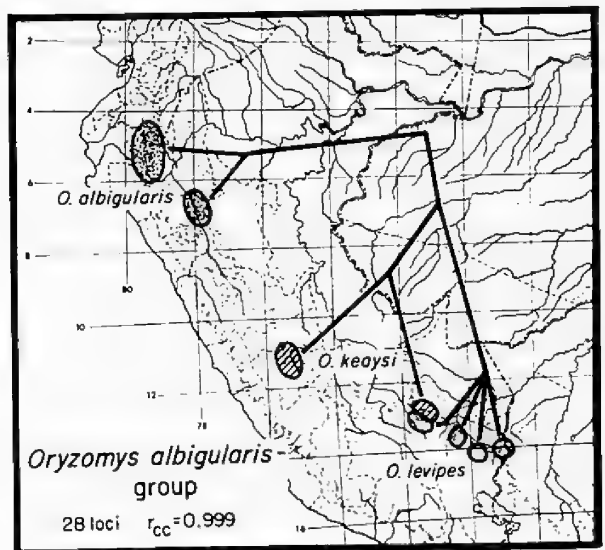 2
4
6
O. albigularis
8
80
10
O. keaysi
12
78
Oryzomys albigularis
group
O. levipes
28 loci r_cc=0.999
14